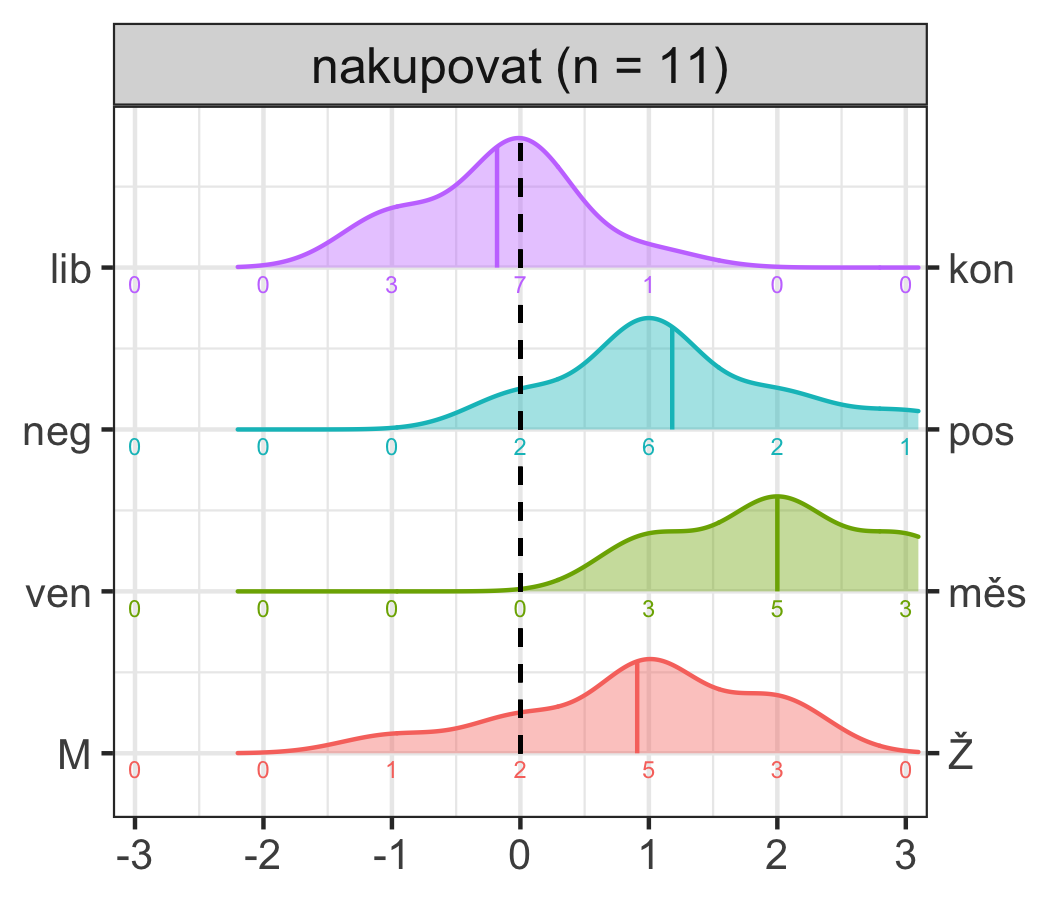 nakupovat (n = 11)
lib kon
0 0 3 7 1 0 0
neg pos
0 0 0 2 6 2 1
ven měs
0 0 0 0 3 5 3
M Ž
0 0 1 2 5 3 0
-3 -2 -1 0 1 2 3